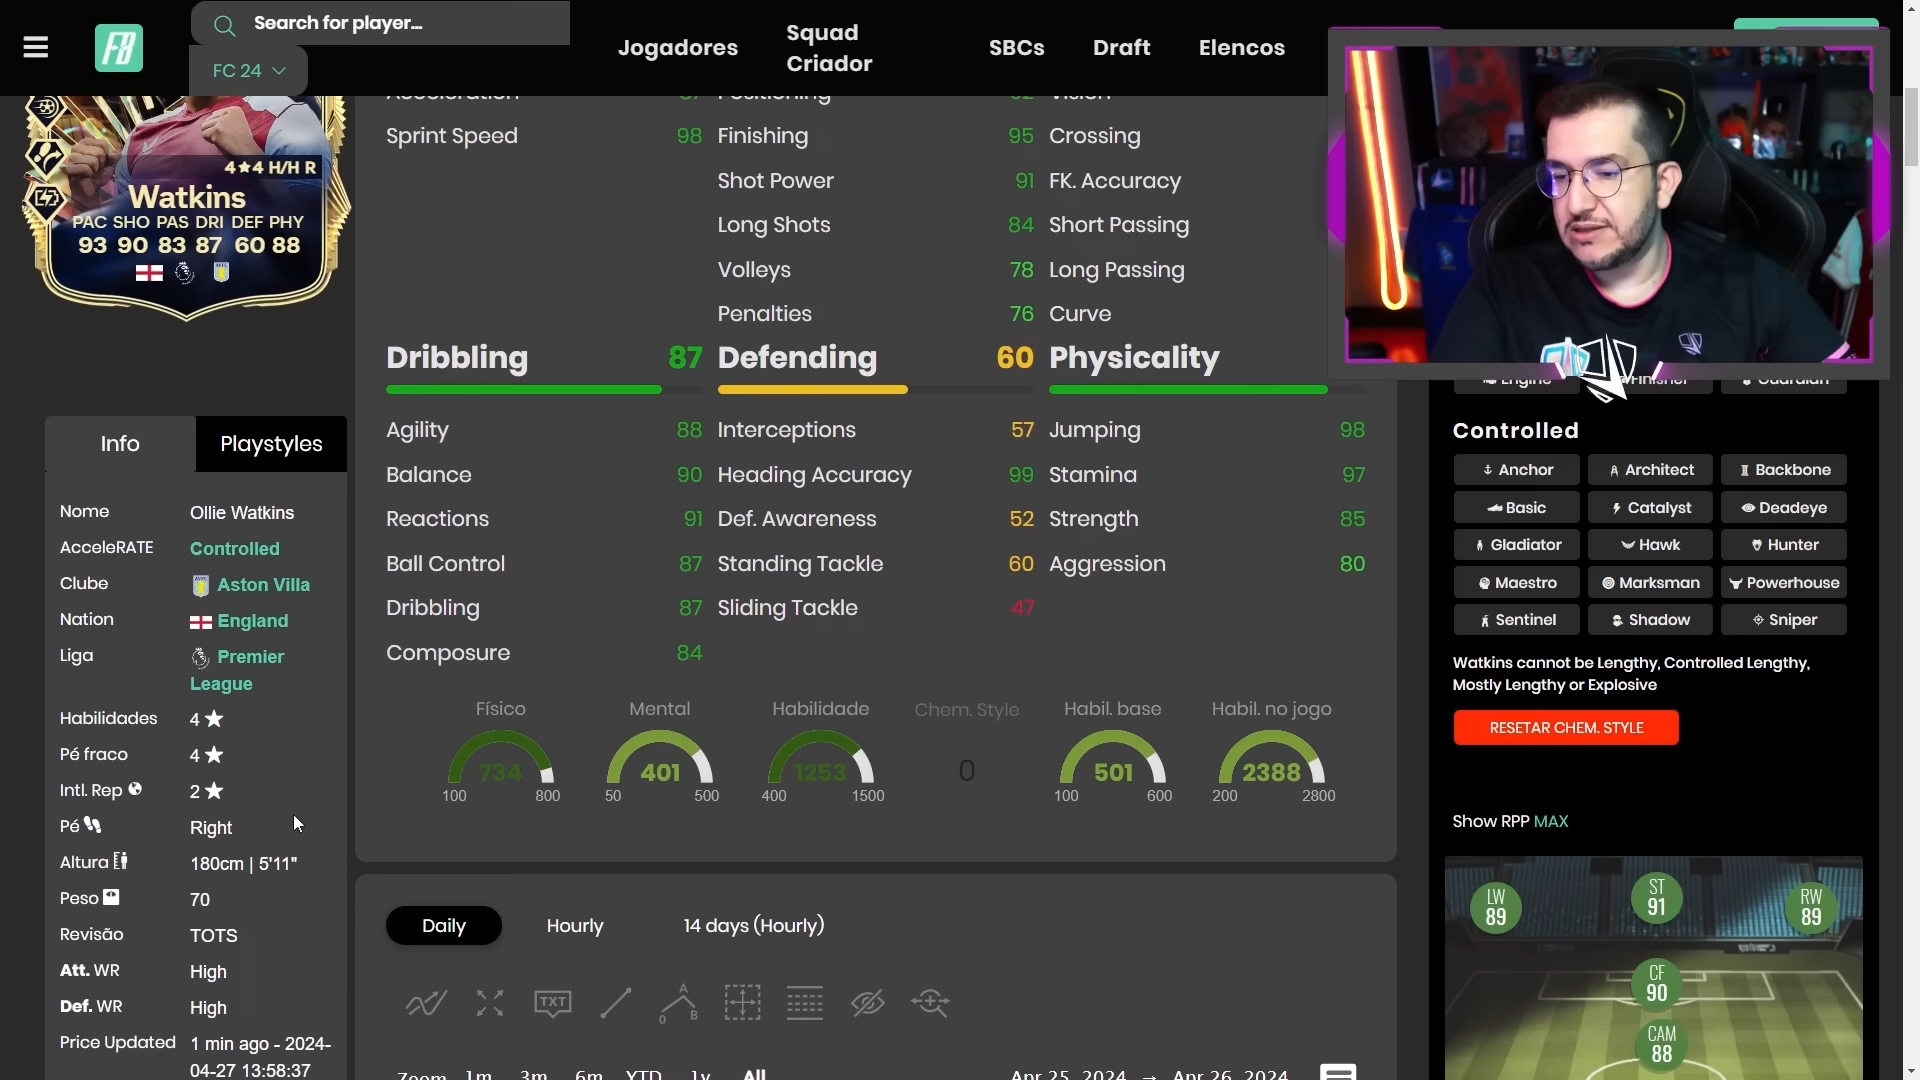 Search for player...
FC 24
Jogadores
Squad
Criador
SBCs
Draft
Elencos
4★4 H/H R
Watkins
PAC SHO PAS DRI DEF PHY
93 90 83 87 60 88
Sprint Speed 98
Finishing 95
Shot Power 91
Long Shots 84
Volleys 78
Penalties 76
Crossing
FK. Accuracy
Short Passing
Long Passing
Curve
Dribbling 87
Agility 88
Balance 90
Reactions 91
Ball Control 87
Dribbling 87
Composure 84
Defending 60
Interceptions 57
Heading Accuracy 99
Def. Awareness 52
Standing Tackle 60
Sliding Tackle 47
Physicality
Jumping 98
Stamina 97
Strength 85
Aggression 80
Info
Playstyles
Nome Ollie Watkins
AcceleRATE Controlled
Clube Aston Villa
Nation England
Liga Premier
League
Habilidades 4 ★
Pé fraco 4 ★
Intl. Rep 2 ★
Pé Right
Altura 180cm | 5'11"
Peso 70
Revisão TOTS
Att. WR High
Def. WR High
Price Updated 1 min ago - 2024-
04-27 13:58:37
Físico
734
100 800
Mental
401
50 500
Habilidade
1253
400 1500
Chem. Style
0
Habil. base
501
100 600
Habil. no jogo
2388
200 2800
Daily
Hourly
14 days (Hourly)
TXT
A
0 B
Zoom 1m 3m 6m YTD 1y All
Apr 25, 2024 → Apr 26, 2024
Engine Finisher Guardian
Controlled
Anchor Architect Backbone
Basic Catalyst Deadeye
Gladiator Hawk Hunter
Maestro Marksman Powerhouse
Sentinel Shadow Sniper
Watkins cannot be Lengthy, Controlled Lengthy,
Mostly Lengthy or Explosive
RESETAR CHEM. STYLE
Show RPP MAX
LW
89
ST
91
RW
89
CF
90
CAM
88